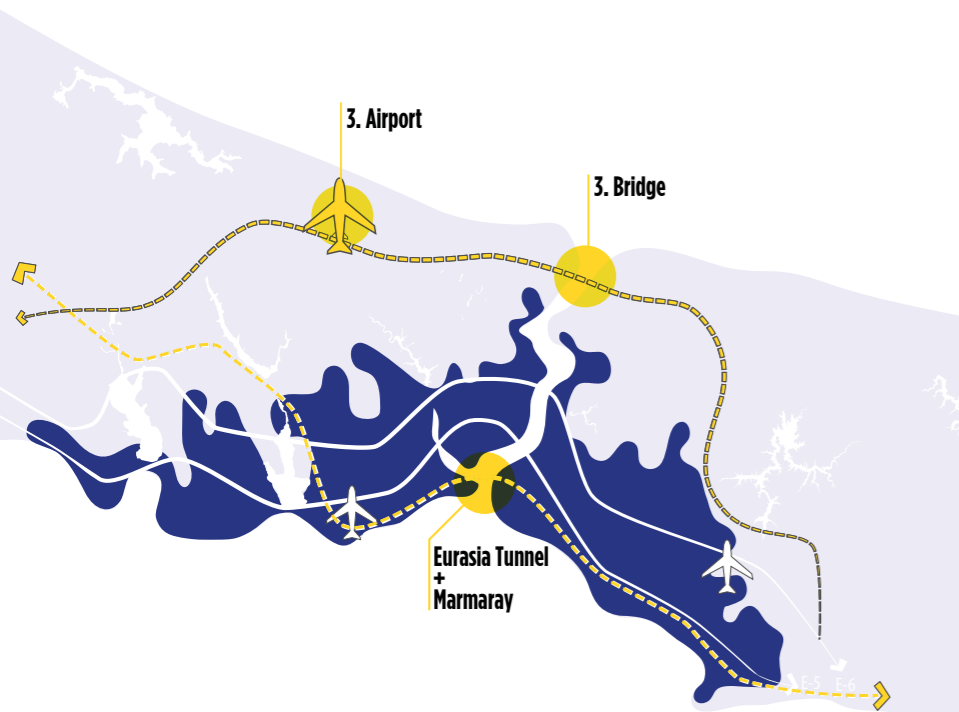 3. Airport
3. Bridge
Eurasia Tunnel
+
Marmaray
E-5 E-6